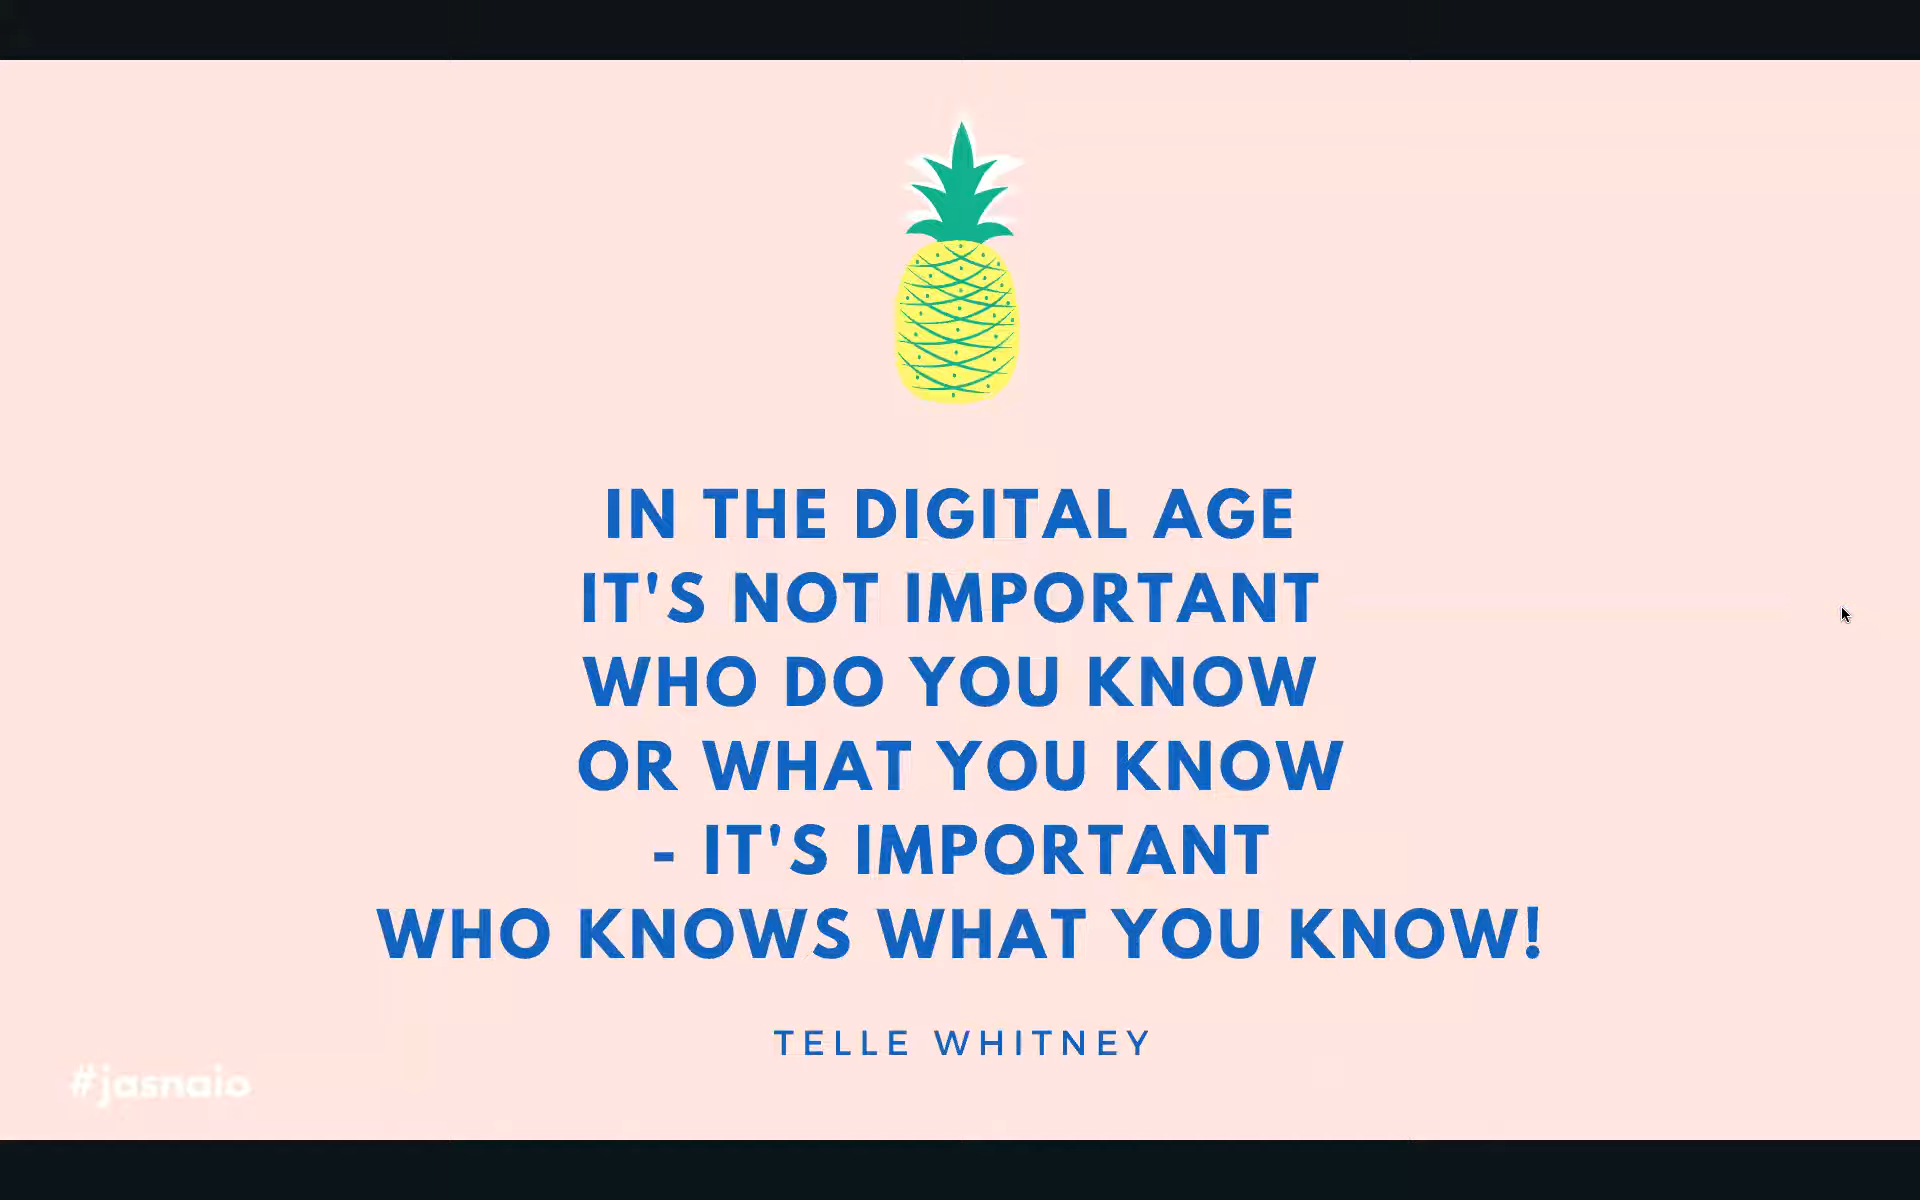 IN THE DIGITAL AGE
IT'S NOT IMPORTANT
WHO DO YOU KNOW
OR WHAT YOU KNOW
- IT'S IMPORTANT
WHO KNOWS WHAT YOU KNOW!
TELLE WHITNEY
#jasnaio